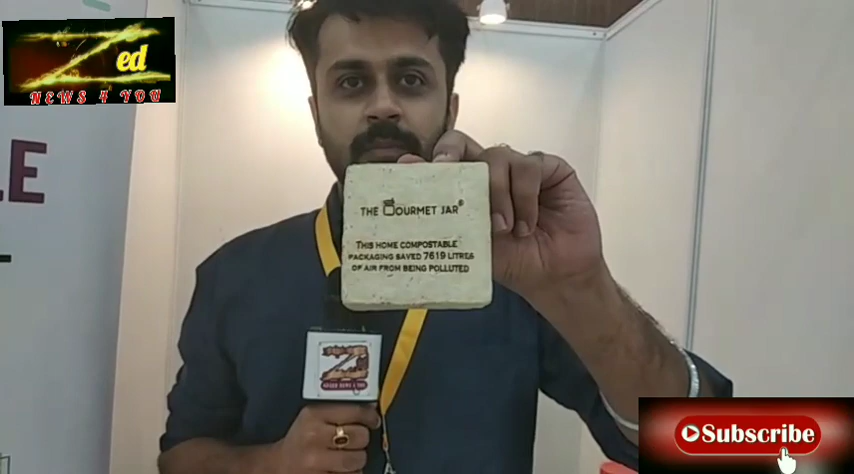 Zed
NEWS 4 YOU
LE
THE GOURMET JAR®
THIS HOME COMPOSTABLE
PACKAGING SAVED 7619 LITRES
OF AIR FROM BEING POLLUTED
Z
Subscribe